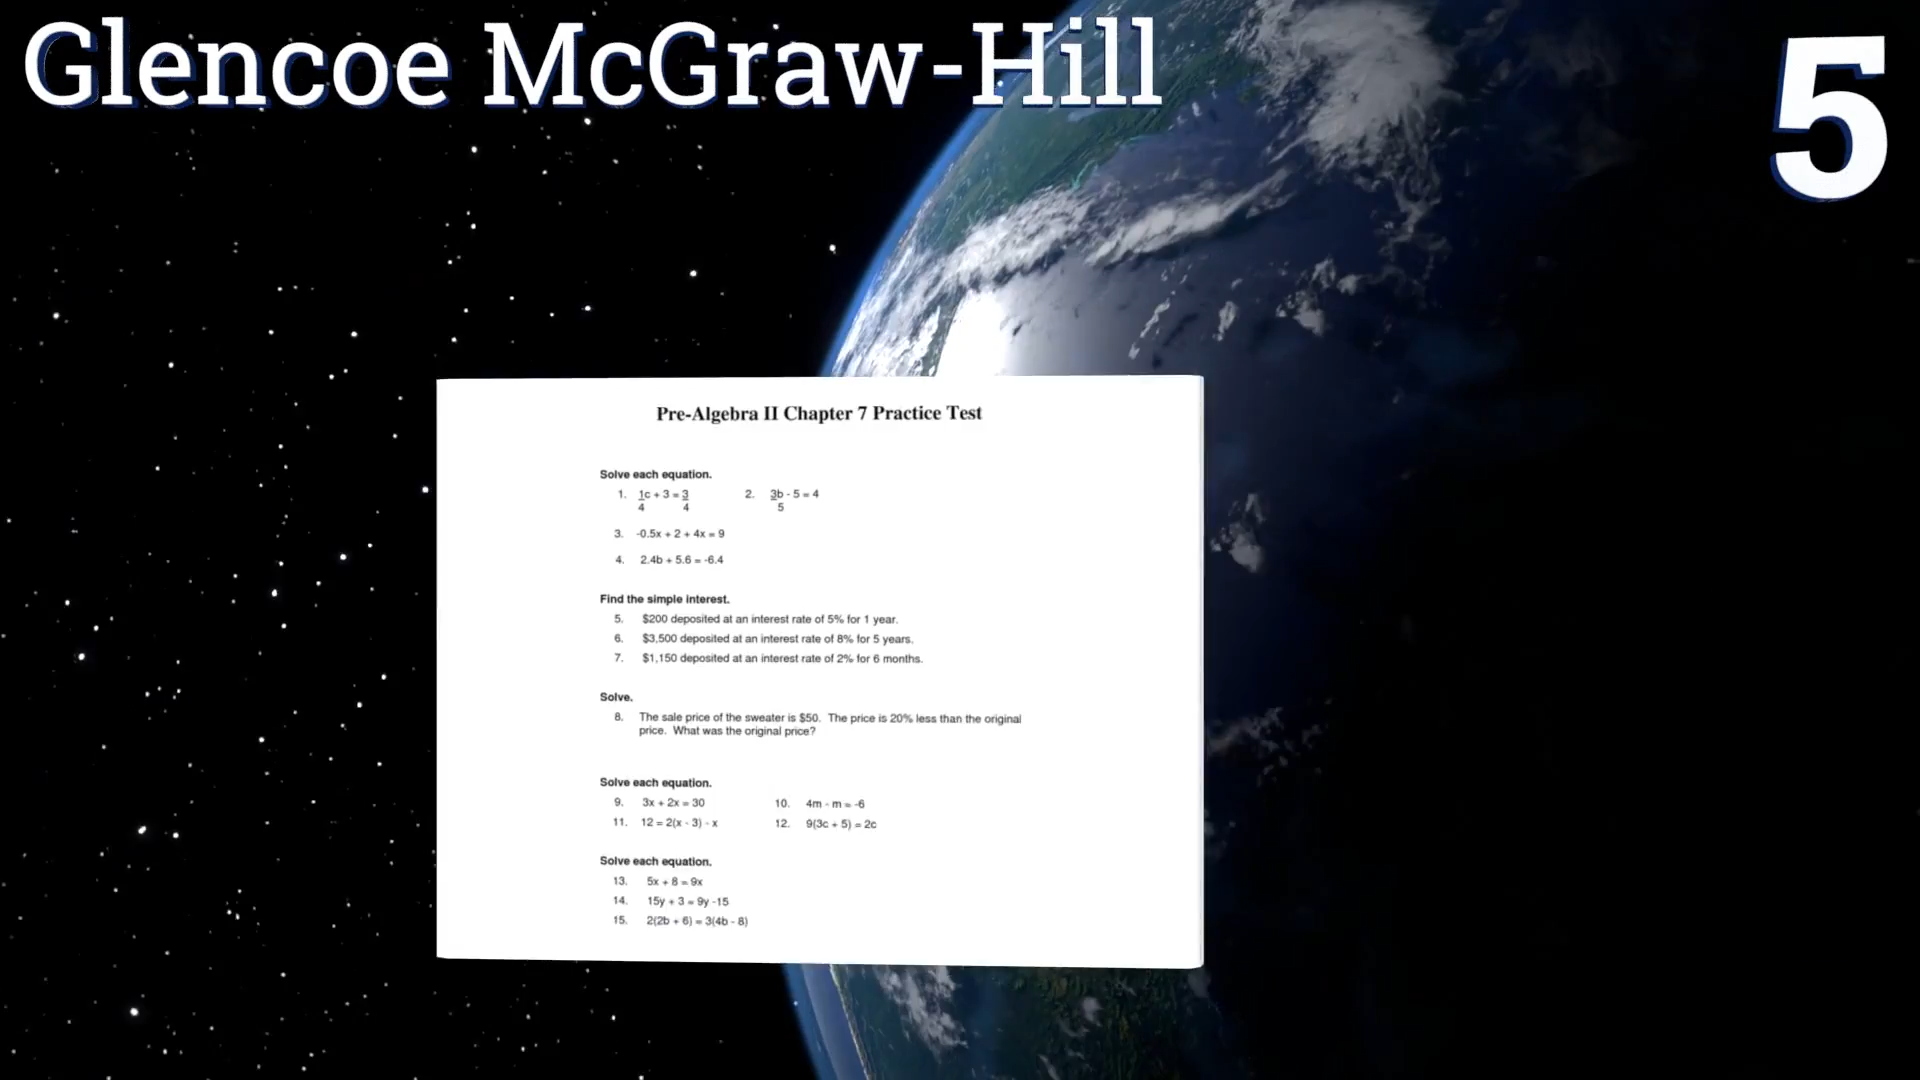 Glencoe McGraw-Hill
5
Pre-Algebra II Chapter 7 Practice Test
Solve each equation.
1. 1c + 3 = 3 2. 3b - 5 = 4
4 4 5
3. -0.5x + 2 + 4x = 9
4. 2.4b + 5.6 = -6.4
Find the simple interest.
5. $200 deposited at an interest rate of 5% for 1 year.
6. $3,500 deposited at an interest rate of 8% for 5 years.
7. $1,150 deposited at an interest rate of 2% for 6 months.
Solve.
8. The sale price of the sweater is $50. The price is 20% less than the original
price. What was the original price?
Solve each equation.
9. 3x + 2x = 30 10. 4m - m = -6
11. 12 = 2(x - 3) - x 12. 9(3c + 5) = 2c
Solve each equation.
13. 5x + 8 = 9x
14. 15y + 3 = 9y -15
15. 2(2b + 6) = 3(4b - 8)